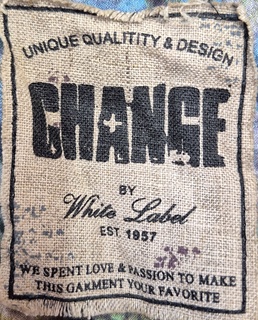 UNIQUE QUALITITY & DESIGN
CHANGE
BY
White Label
EST. 1957
WE SPENT LOVE & PASSION TO MAKE
THIS GARMENT YOUR FAVORITE